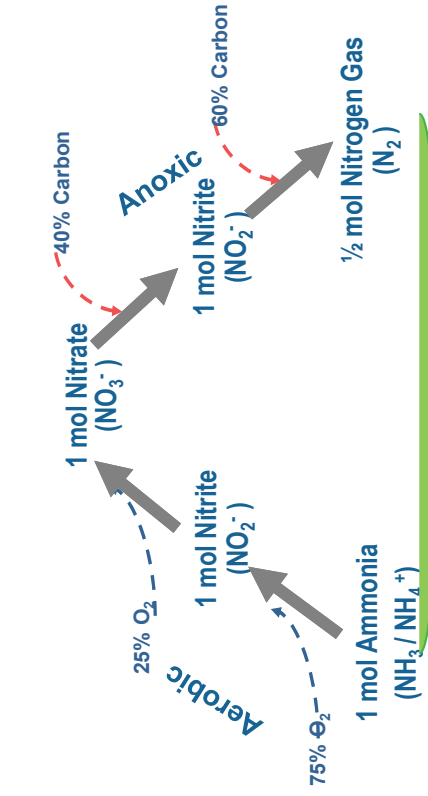 1 mol Nitrate
(NO₃⁻ )
40% Carbon
25% O₂
Aerobic
Anoxic
1 mol Nitrite
(NO₂⁻ )
1 mol Nitrite
(NO₂⁻ )
60% Carbon
75% O₂
1 mol Ammonia
(NH₃ / NH₄⁺)
½ mol Nitrogen Gas
(N₂ )